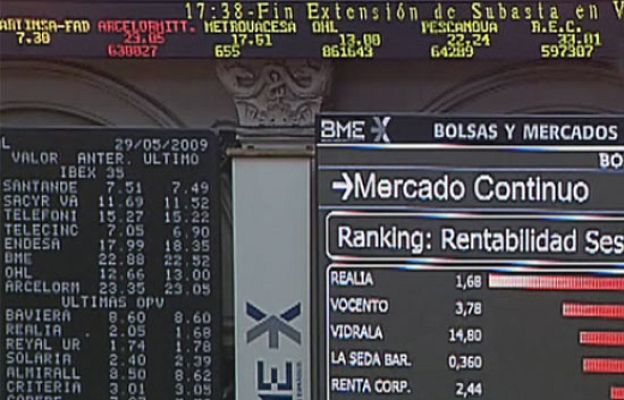 17:38-Fin Extensión de Subasta en V
ARTINSA-FAD ARCELORMITT. METROVACESA OHL PESCANOVA R.E.C.
7.30 23.05 17.61 13.00 22.24 33.01
630027 655 861643 64289 597307
L 29/05/2009
VALOR ANTER. ULTIMO
IBEX 35
SANTANDE 7.51 7.49
SACYR VA 11.69 11.52
TELEFONI 15.27 15.22
TELECINC 7.05 6.90
ENDESA 17.99 18.35
BME 22.88 22.52
OHL 12.66 13.00
ARCELORM 23.35 23.05
ULTIMAS OPV
BAVIERA 8.60 8.60
REALIA . 2.05 1.68
REYAL UR 1.74 1.78
SOLARIA 2.40 2.39
ALMIRALL 8.50 8.62
CRITERIA 3.01 3.05
BME
BME X BOLSAS Y MERCADOS
BO
→Mercado Continuo
Ranking: Rentabilidad Ses
REALIA 1,68
VOCENTO 3,78
VIDRALA 14,80
LA SEDA BAR. 0,360
RENTA CORP. 2,44